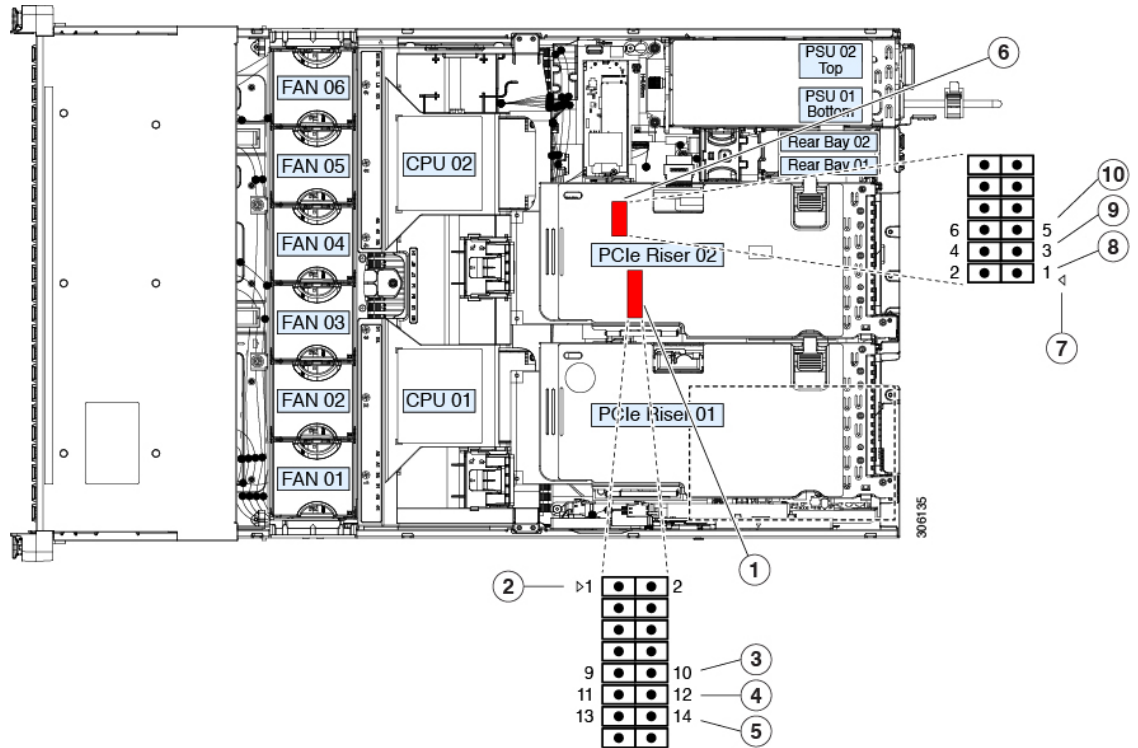 PSU 02
Top
6
PSU 01
Bottom
FAN 06
Rear Bay 02
Rear Bay 01
FAN 05
CPU 02
10
9
6 5
4 3
8
2 1
FAN 04
PCIe Riser 02
7
FAN 03
FAN 02
CPU 01
PCIe Riser 01
FAN 01
306135
1
2
1 2
3
9 10
4
11 12
5
13 14